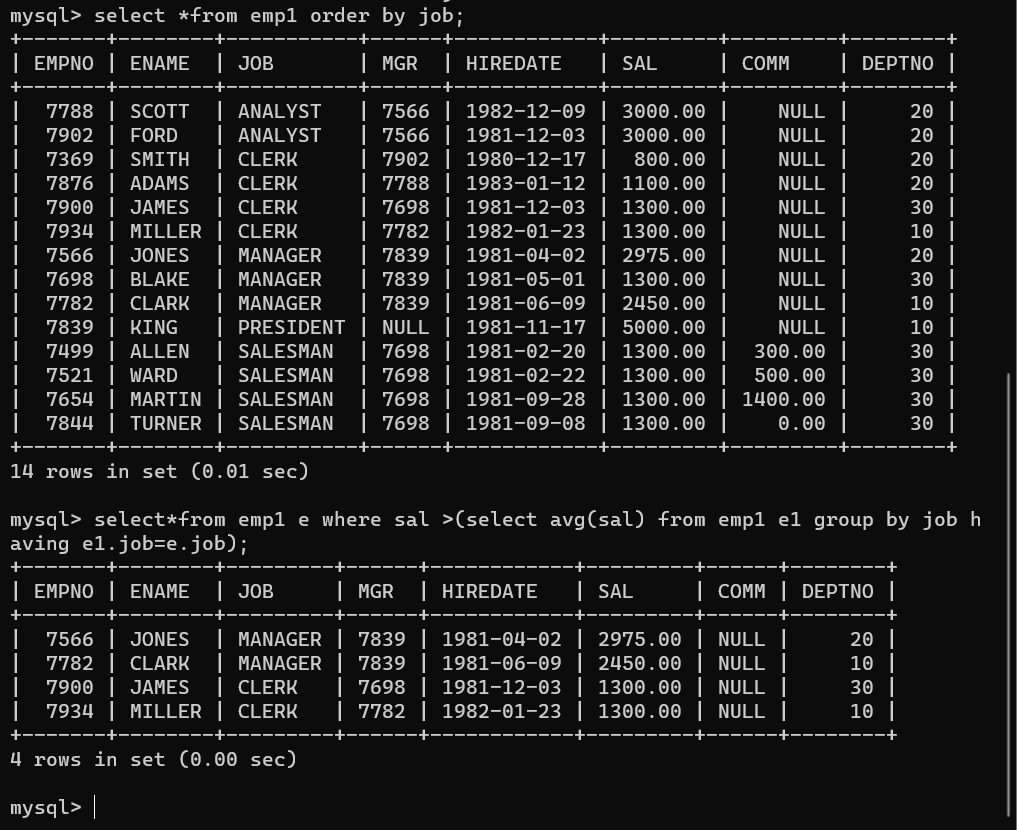 mysql> select *from emp1 order by job;
+-------+--------+-----------+------+------------+---------+---------+--------+
| EMPNO | ENAME  | JOB       | MGR  | HIREDATE   | SAL     | COMM    | DEPTNO |
+-------+--------+-----------+------+------------+---------+---------+--------+
|  7788 | SCOTT  | ANALYST   | 7566 | 1982-12-09 | 3000.00 |    NULL |     20 |
|  7902 | FORD   | ANALYST   | 7566 | 1981-12-03 | 3000.00 |    NULL |     20 |
|  7369 | SMITH  | CLERK     | 7902 | 1980-12-17 |  800.00 |    NULL |     20 |
|  7876 | ADAMS  | CLERK     | 7788 | 1983-01-12 | 1100.00 |    NULL |     20 |
|  7900 | JAMES  | CLERK     | 7698 | 1981-12-03 | 1300.00 |    NULL |     30 |
|  7934 | MILLER | CLERK     | 7782 | 1982-01-23 | 1300.00 |    NULL |     10 |
|  7566 | JONES  | MANAGER   | 7839 | 1981-04-02 | 2975.00 |    NULL |     20 |
|  7698 | BLAKE  | MANAGER   | 7839 | 1981-05-01 | 1300.00 |    NULL |     30 |
|  7782 | CLARK  | MANAGER   | 7839 | 1981-06-09 | 2450.00 |    NULL |     10 |
|  7839 | KING   | PRESIDENT | NULL | 1981-11-17 | 5000.00 |    NULL |     10 |
|  7499 | ALLEN  | SALESMAN  | 7698 | 1981-02-20 | 1300.00 |  300.00 |     30 |
|  7521 | WARD   | SALESMAN  | 7698 | 1981-02-22 | 1300.00 |  500.00 |     30 |
|  7654 | MARTIN | SALESMAN  | 7698 | 1981-09-28 | 1300.00 | 1400.00 |     30 |
|  7844 | TURNER | SALESMAN  | 7698 | 1981-09-08 | 1300.00 |    0.00 |     30 |
+-------+--------+-----------+------+------------+---------+---------+--------+
14 rows in set (0.01 sec)
mysql> select*from emp1 e where sal >(select avg(sal) from emp1 e1 group by job h
aving e1.job=e.job);
+-------+--------+---------+------+------------+---------+------+--------+
| EMPNO | ENAME  | JOB     | MGR  | HIREDATE   | SAL     | COMM | DEPTNO |
+-------+--------+---------+------+------------+---------+------+--------+
|  7566 | JONES  | MANAGER | 7839 | 1981-04-02 | 2975.00 | NULL |     20 |
|  7782 | CLARK  | MANAGER | 7839 | 1981-06-09 | 2450.00 | NULL |     10 |
|  7900 | JAMES  | CLERK   | 7698 | 1981-12-03 | 1300.00 | NULL |     30 |
|  7934 | MILLER | CLERK   | 7782 | 1982-01-23 | 1300.00 | NULL |     10 |
+-------+--------+---------+------+------------+---------+------+--------+
4 rows in set (0.00 sec)
mysql>